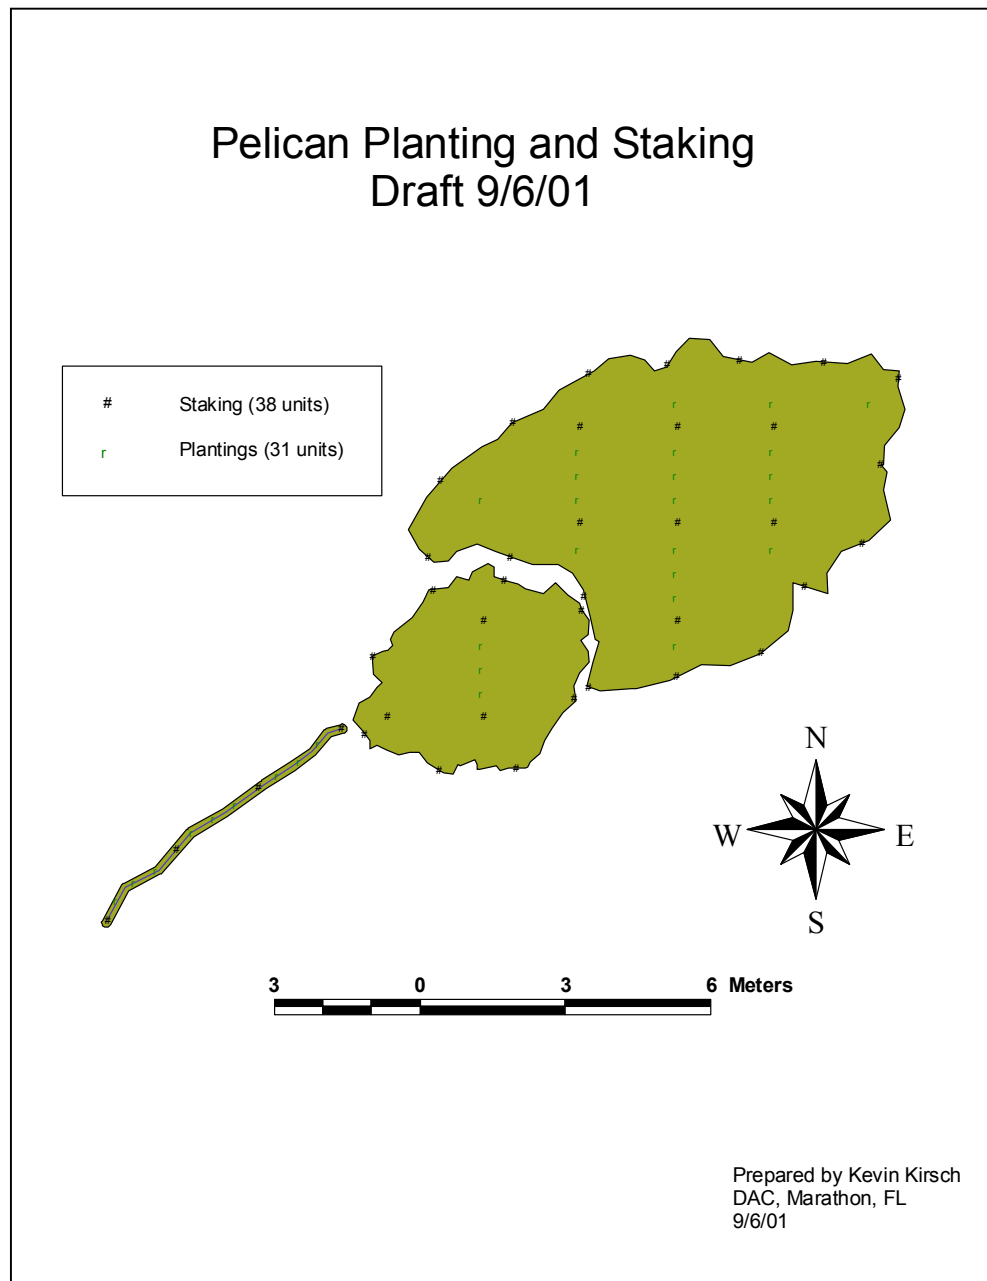 Pelican Planting and Staking
Draft 9/6/01
# Staking (38 units)
r Plantings (31 units)
N
W E
S
3 0 3 6 Meters
Prepared by Kevin Kirsch
DAC, Marathon, FL
9/6/01